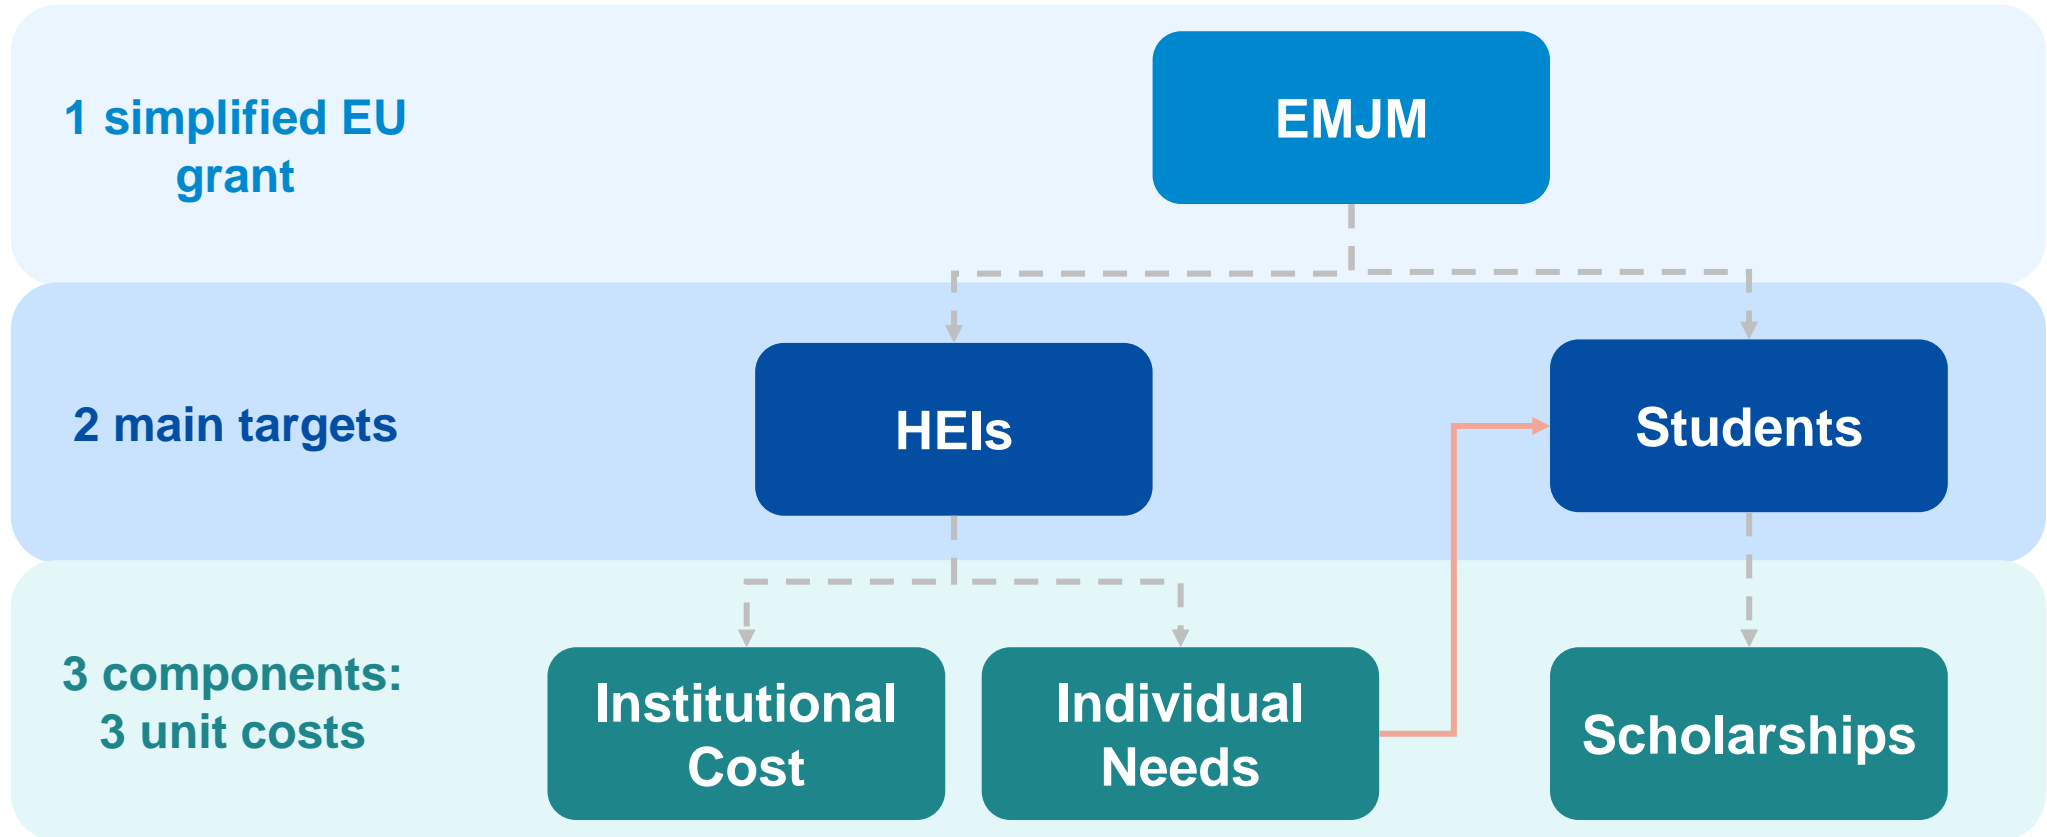 1 simplified EU
grant
EMJM
2 main targets
HEIs
Students
3 components:
3 unit costs
Institutional
Cost
Individual
Needs
Scholarships